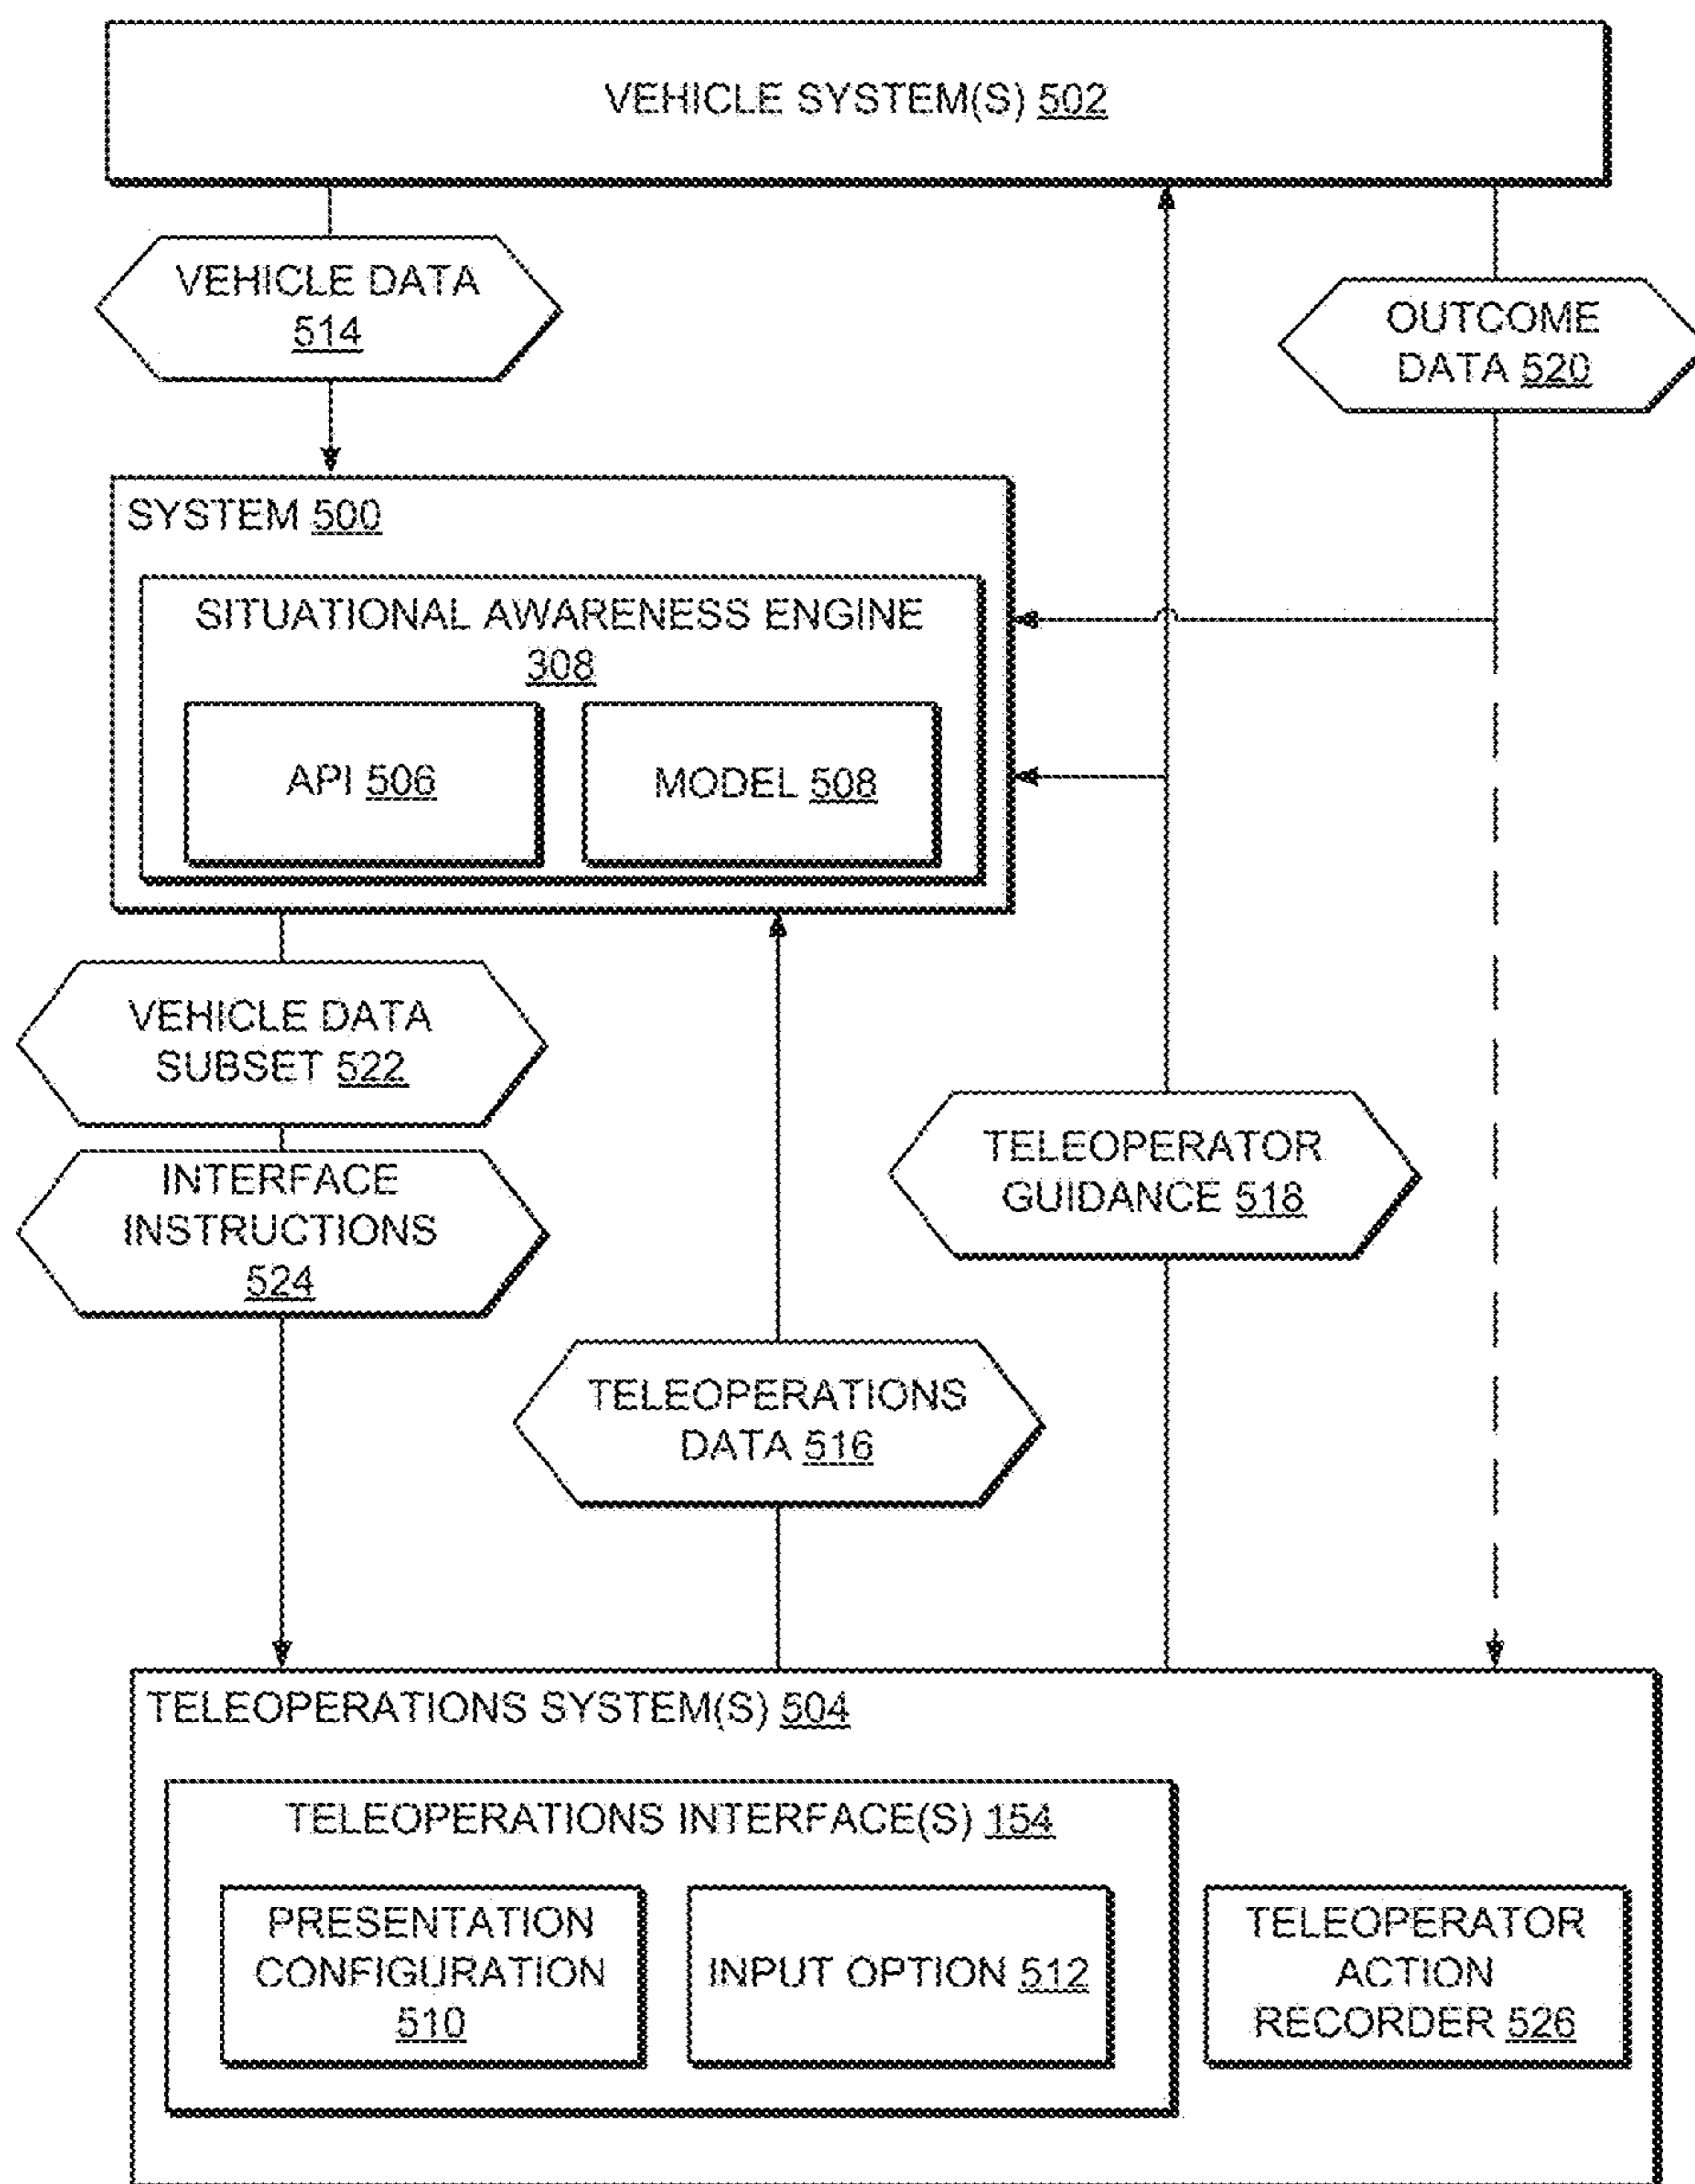 VEHICLE SYSTEM(S) 502
VEHICLE DATA
514
OUTCOME
DATA 520
SYSTEM 500
SITUATIONAL AWARENESS ENGINE
308
API 506
MODEL 508
VEHICLE DATA
SUBSET 522
INTERFACE
INSTRUCTIONS
524
TELEOPERATOR
GUIDANCE 518
TELEOPERATIONS
DATA 516
TELEOPERATIONS SYSTEM(S) 504
TELEOPERATIONS INTERFACE(S) 154
PRESENTATION
CONFIGURATION
510
INPUT OPTION 512
TELEOPERATOR
ACTION
RECORDER 526